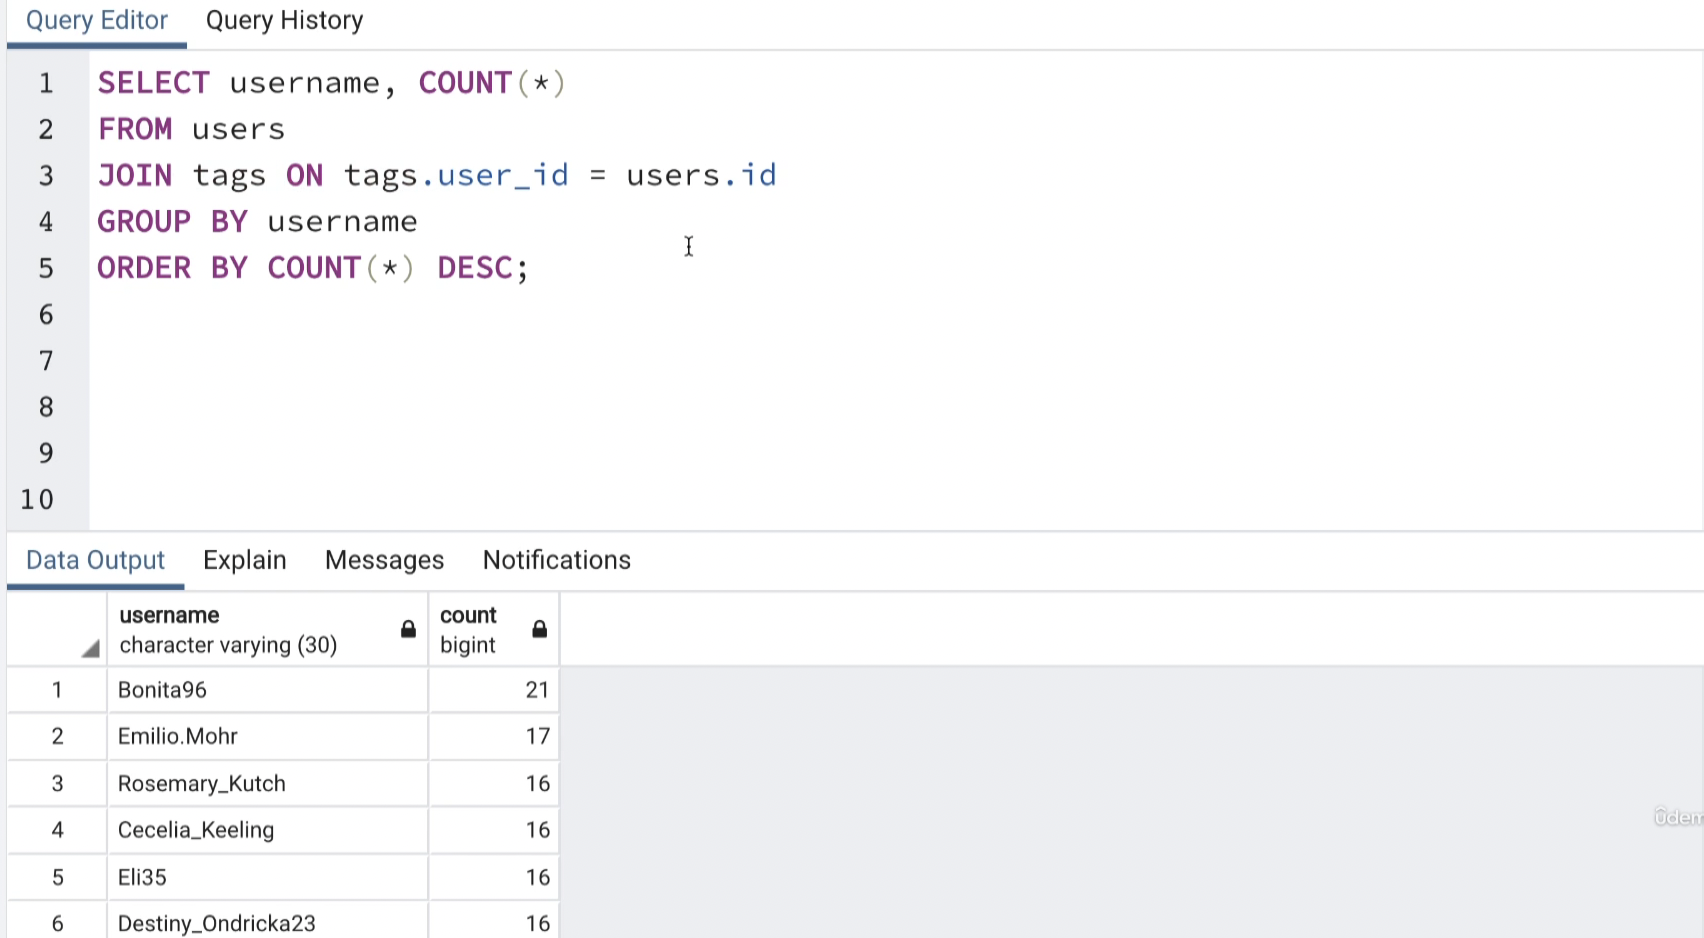 Query Editor Query History
1 SELECT username, COUNT(*)
2 FROM users
3 JOIN tags ON tags.user_id = users.id
4 GROUP BY username
5 ORDER BY COUNT(*) DESC;
6
7
8
9
10
Data Output Explain Messages Notifications
username count
character varying (30) bigint
1 Bonita96 21
2 Emilio.Mohr 17
3 Rosemary_Kutch 16
4 Cecelia_Keeling 16
5 Eli35 16
6 Destiny_Ondricka23 16